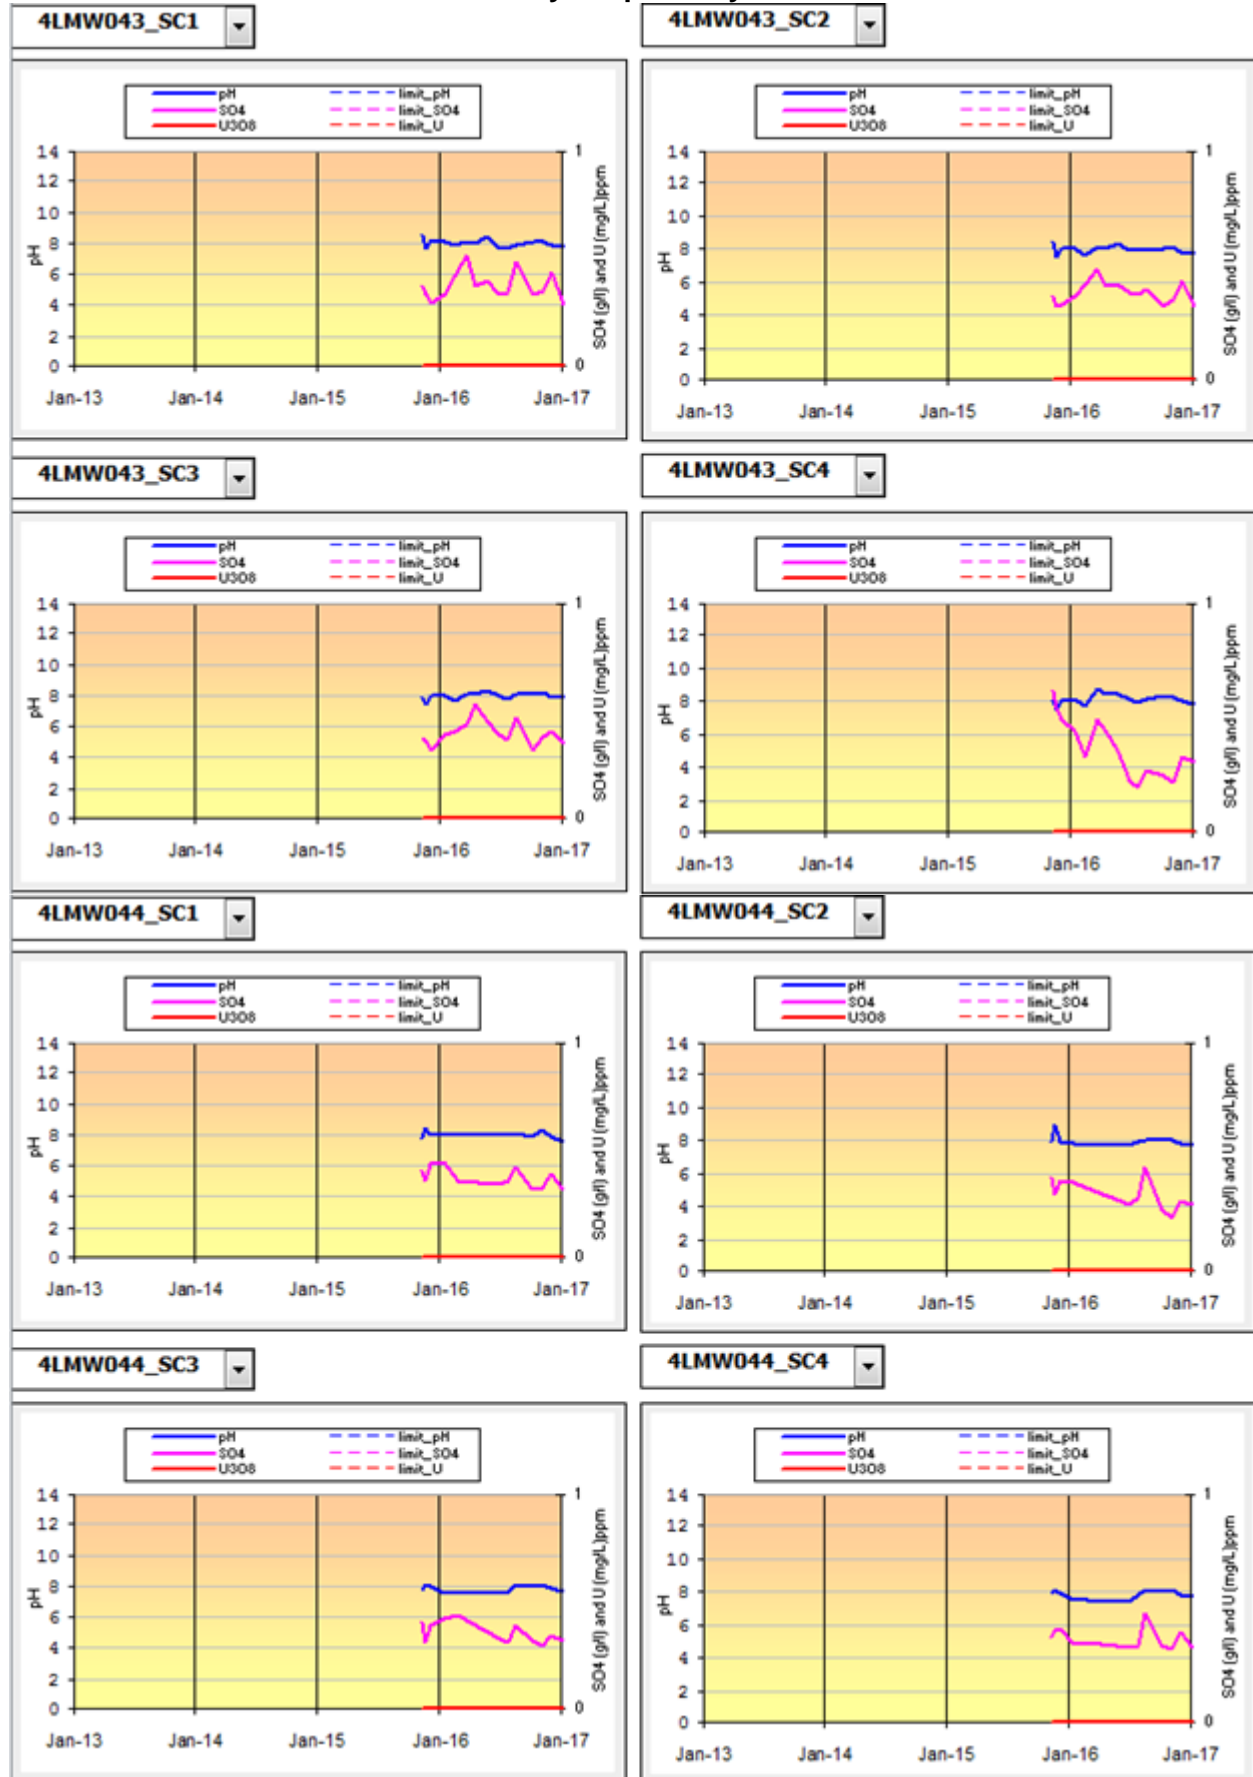 4LMW043_SC1
pH limit_pH
SO4 limit_SO4
U3O8 limit_U
14 1
12
10
8
6
4
2
0 0
pH
SO4 (g/l) and U (mg/L)ppm
Jan-13 Jan-14 Jan-15 Jan-16 Jan-17
4LMW043_SC2
pH limit_pH
SO4 limit_SO4
U3O8 limit_U
14 1
12
10
8
6
4
2
0 0
pH
SO4 (g/l) and U (mg/L)ppm
Jan-13 Jan-14 Jan-15 Jan-16 Jan-17
4LMW043_SC3
pH limit_pH
SO4 limit_SO4
U3O8 limit_U
14 1
12
10
8
6
4
2
0 0
pH
SO4 (g/l) and U (mg/L)ppm
Jan-13 Jan-14 Jan-15 Jan-16 Jan-17
4LMW043_SC4
pH limit_pH
SO4 limit_SO4
U3O8 limit_U
14 1
12
10
8
6
4
2
0 0
pH
SO4 (g/l) and U (mg/L)ppm
Jan-13 Jan-14 Jan-15 Jan-16 Jan-17
4LMW044_SC1
pH limit_pH
SO4 limit_SO4
U3O8 limit_U
14 1
12
10
8
6
4
2
0 0
pH
SO4 (g/l) and U (mg/L)ppm
Jan-13 Jan-14 Jan-15 Jan-16 Jan-17
4LMW044_SC2
pH limit_pH
SO4 limit_SO4
U3O8 limit_U
14 1
12
10
8
6
4
2
0 0
pH
SO4 (g/l) and U (mg/L)ppm
Jan-13 Jan-14 Jan-15 Jan-16 Jan-17
4LMW044_SC3
pH limit_pH
SO4 limit_SO4
U3O8 limit_U
14 1
12
10
8
6
4
2
0 0
pH
SO4 (g/l) and U (mg/L)ppm
Jan-13 Jan-14 Jan-15 Jan-16 Jan-17
4LMW044_SC4
pH limit_pH
SO4 limit_SO4
U3O8 limit_U
14 1
12
10
8
6
4
2
0 0
pH
SO4 (g/l) and U (mg/L)ppm
Jan-13 Jan-14 Jan-15 Jan-16 Jan-17